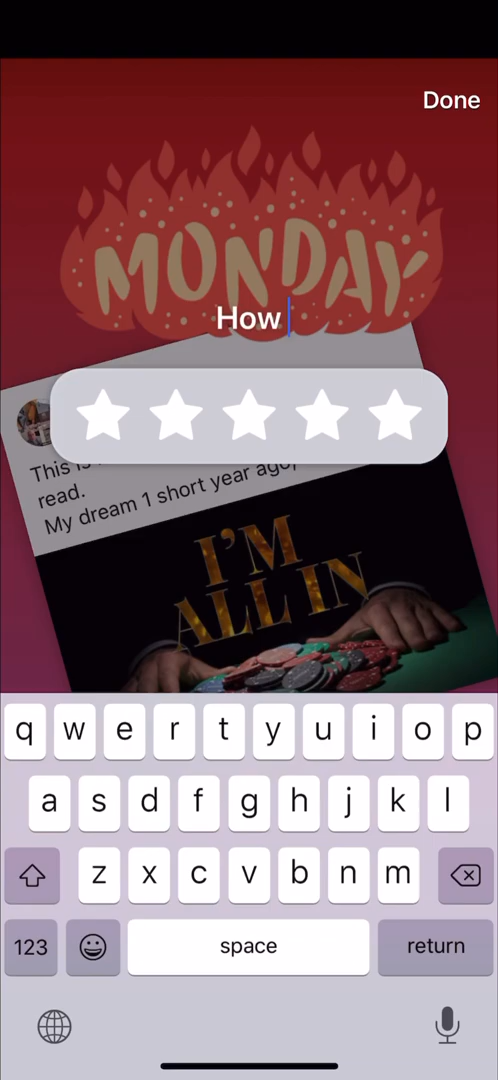 Done
MONDAY
How
This is
read.
My dream 1 short year ago,
I'M
ALL IN
q w e r t y u i o p
a s d f g h j k l
z x c v b n m
123 space return